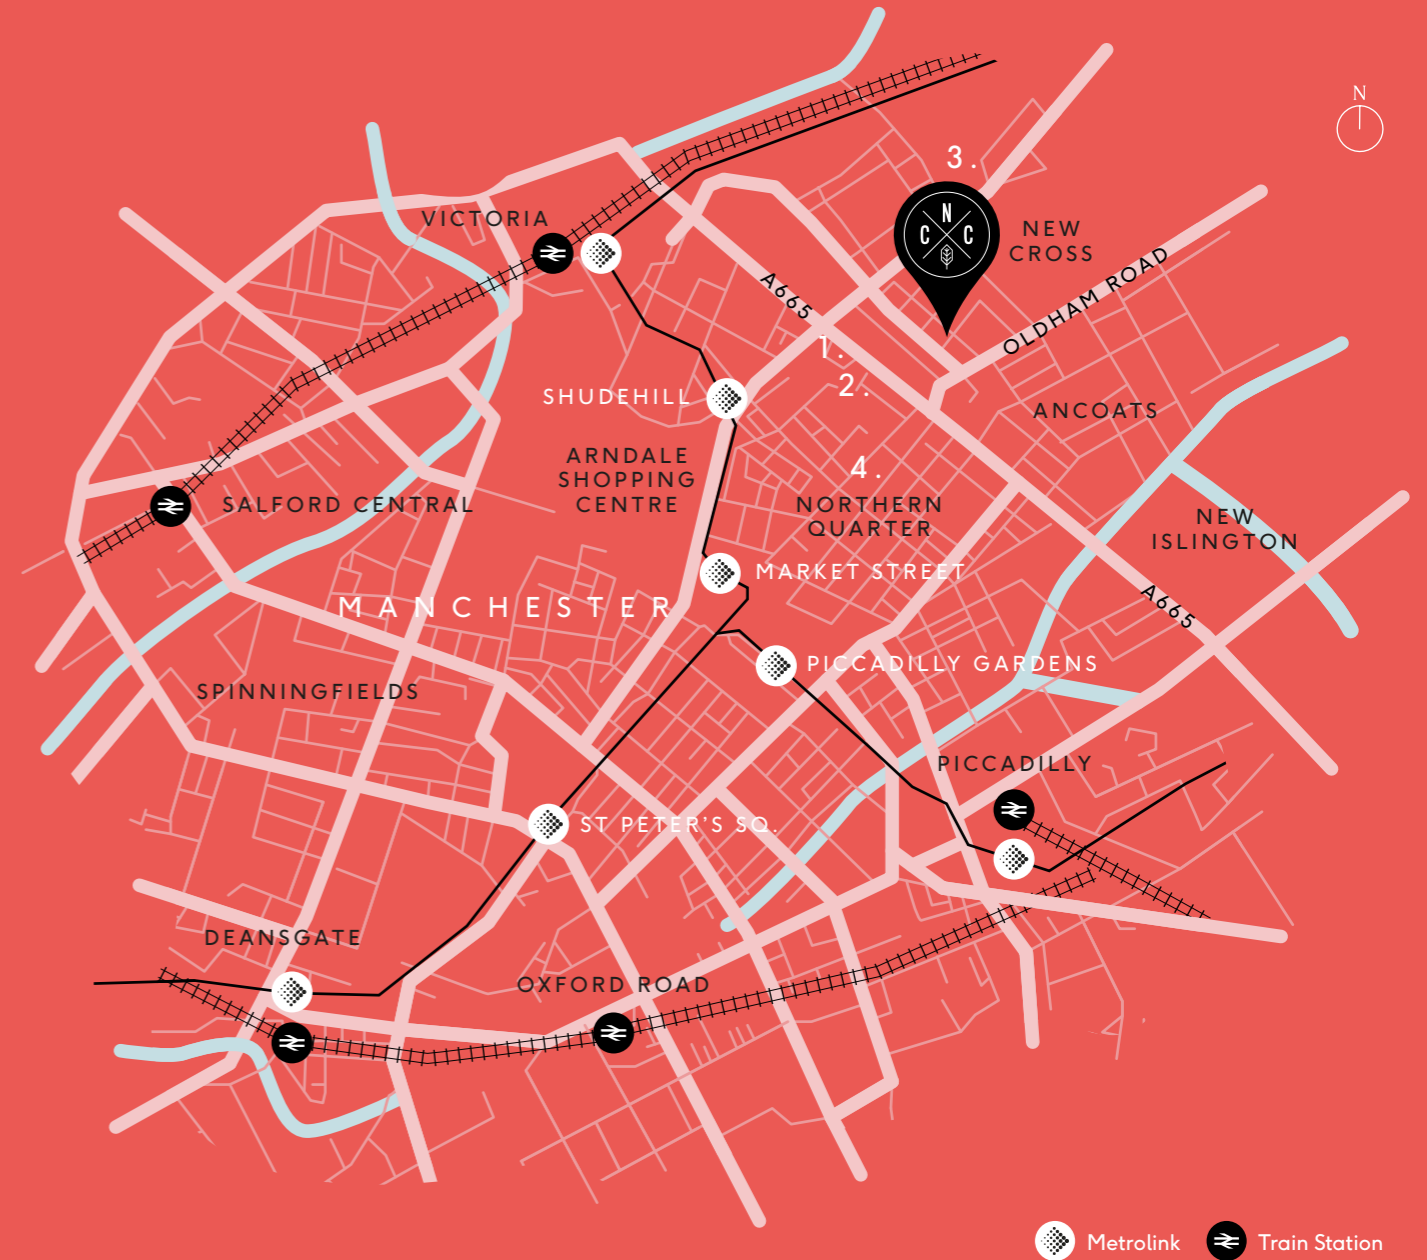 N
3.
VICTORIA
N
C C
NEW
CROSS
A665
OLDHAM ROAD
1.
2.
SHUDEHILL
ANCOATS
ARNDALE
SHOPPING
CENTRE
4.
SALFORD CENTRAL
NORTHERN
QUARTER
NEW
ISLINGTON
MARKET STREET
MANCHESTER
A665
PICCADILLY GARDENS
SPINNINGFIELDS
PICCADILLY
ST PETER'S SQ.
DEANSGATE
OXFORD ROAD
Metrolink
Train Station